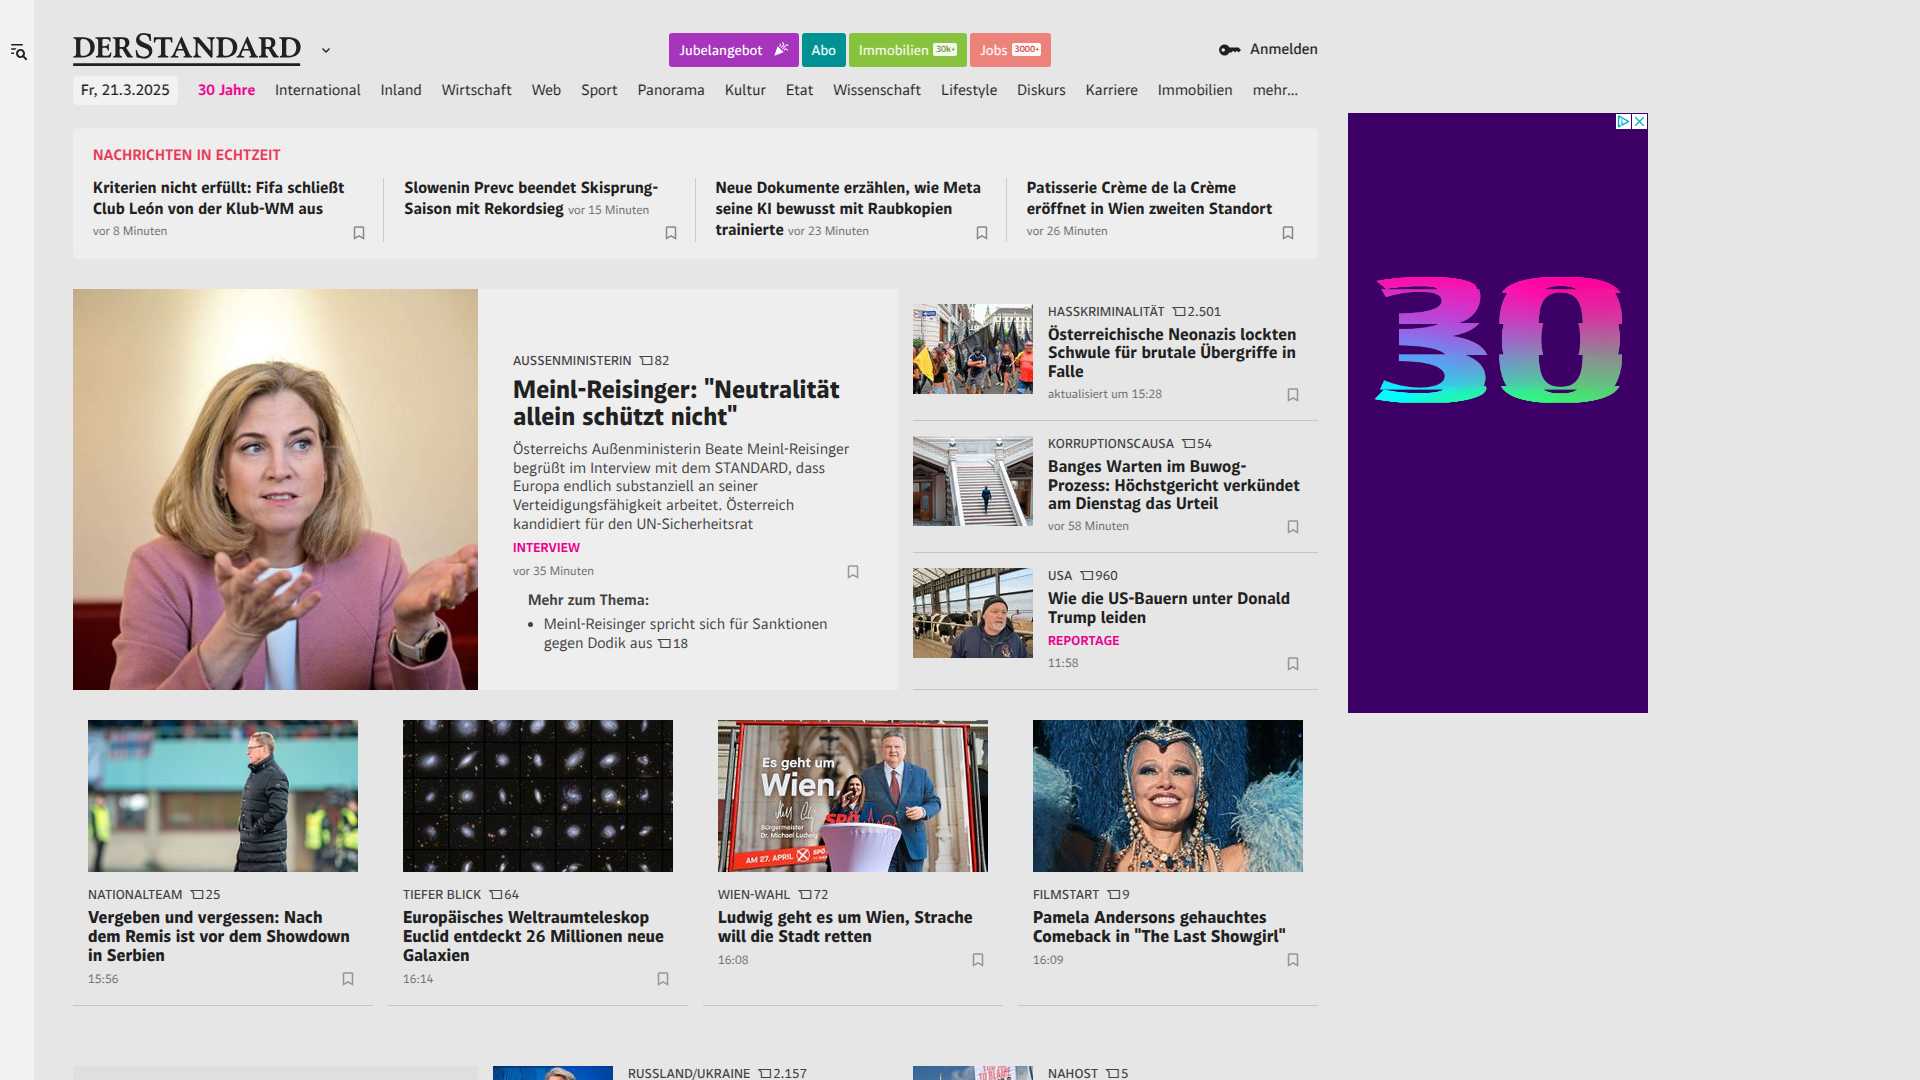 DERSTANDARD
Jubelangebot
Abo
Immobilien 30k+
Jobs 3000+
Anmelden
Fr, 21.3.2025
30 Jahre
International
Inland
Wirtschaft
Web
Sport
Panorama
Kultur
Etat
Wissenschaft
Lifestyle
Diskurs
Karriere
Immobilien
mehr...
NACHRICHTEN IN ECHTZEIT
Kriterien nicht erfüllt: Fifa schließt
Club León von der Klub-WM aus
vor 8 Minuten
Slowenin Prevc beendet Skisprung-
Saison mit Rekordsieg vor 15 Minuten
Neue Dokumente erzählen, wie Meta
seine KI bewusst mit Raubkopien
trainierte vor 23 Minuten
Patisserie Crème de la Crème
eröffnet in Wien zweiten Standort
vor 26 Minuten
30
AUSSENMINISTERIN 82
Meinl-Reisinger: "Neutralität
allein schützt nicht"
Österreichs Außenministerin Beate Meinl-Reisinger
begrüßt im Interview mit dem STANDARD, dass
Europa endlich substanziell an seiner
Verteidigungsfähigkeit arbeitet. Österreich
kandidiert für den UN-Sicherheitsrat
INTERVIEW
vor 35 Minuten
Mehr zum Thema:
• Meinl-Reisinger spricht sich für Sanktionen
gegen Dodik aus 18
HASSKRIMINALITÄT 2.501
Österreichische Neonazis lockten
Schwule für brutale Übergriffe in
Falle
aktualisiert um 15:28
KORRUPTIONSCAUSA 54
Banges Warten im Buwog-
Prozess: Höchstgericht verkündet
am Dienstag das Urteil
vor 58 Minuten
USA 960
Wie die US-Bauern unter Donald
Trump leiden
REPORTAGE
11:58
NATIONALTEAM 25
Vergeben und vergessen: Nach
dem Remis ist vor dem Showdown
in Serbien
15:56
TIEFER BLICK 64
Europäisches Weltraumteleskop
Euclid entdeckt 26 Millionen neue
Galaxien
16:14
Es geht um
Wien
Bürgermeister
Dr. Michael Ludwig
SPÖ
AM 27. APRIL
SPÖ
WIEN-WAHL 72
Ludwig geht es um Wien, Strache
will die Stadt retten
16:08
FILMSTART 9
Pamela Andersons gehauchtes
Comeback in "The Last Showgirl"
16:09
RUSSLAND/UKRAINE 2.157
NAHOST 5